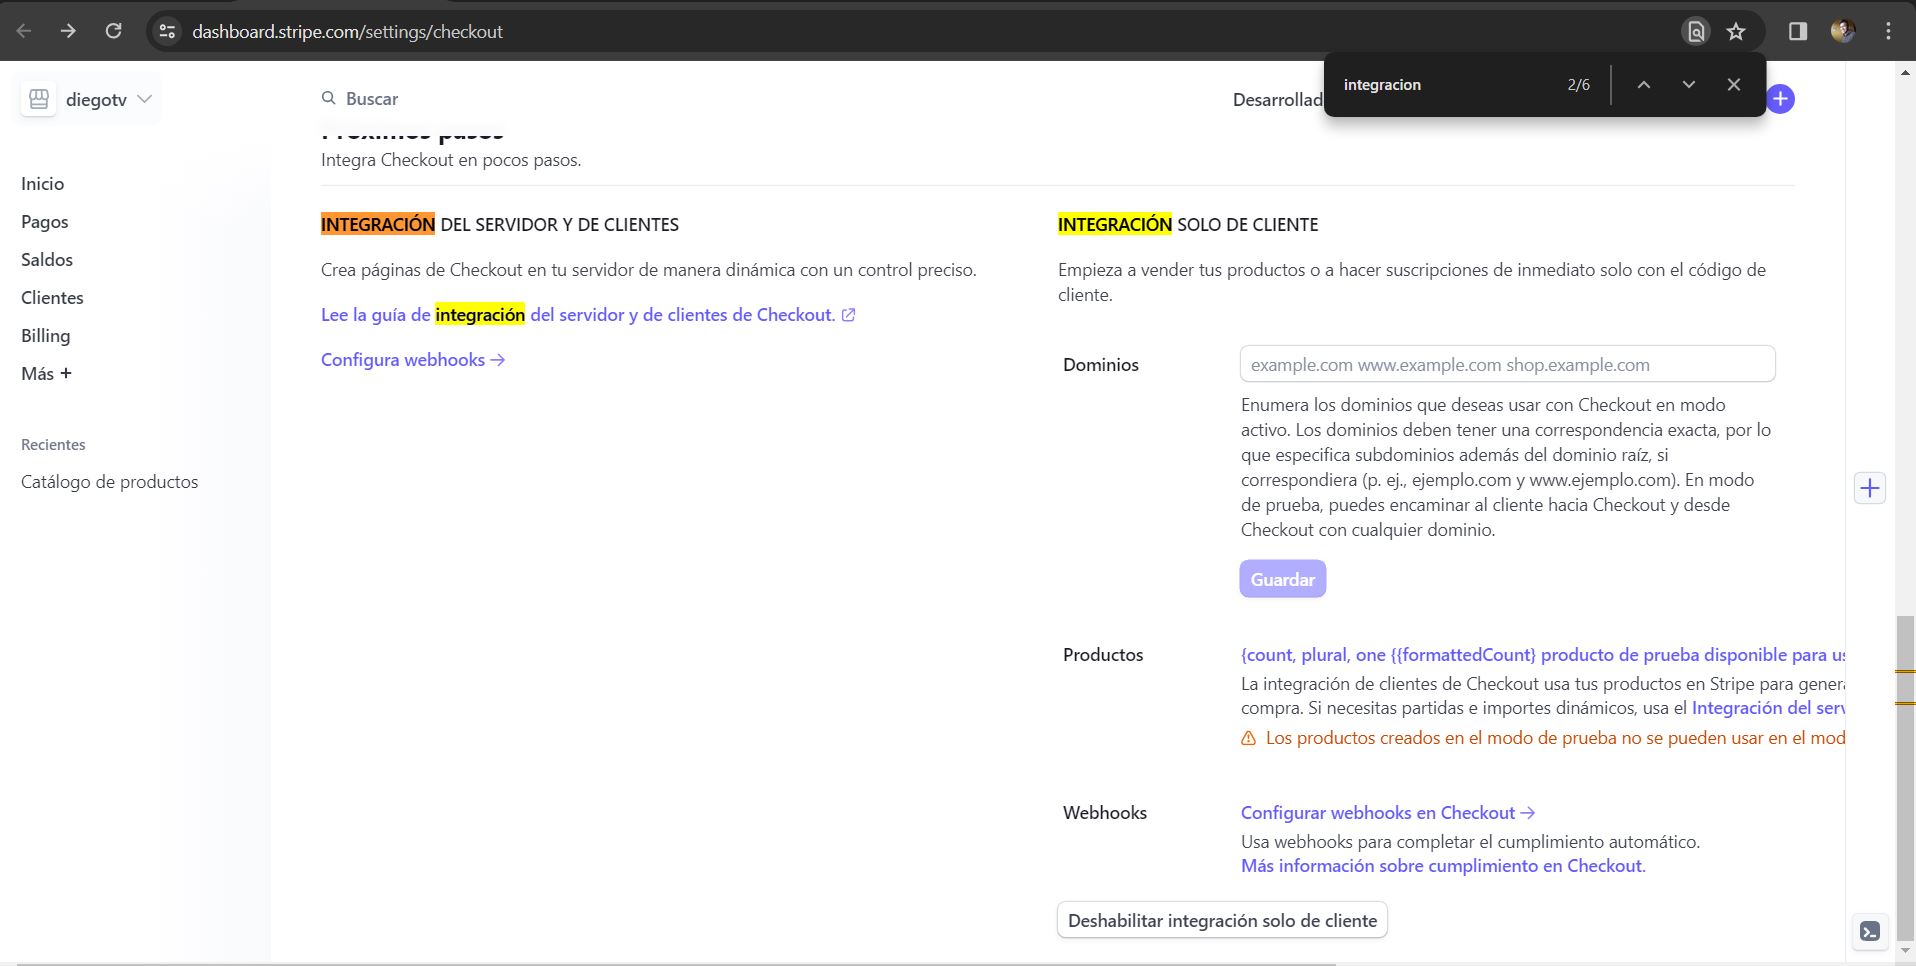 dashboard.stripe.com/settings/checkout
integracion 2/6
diegotv
Buscar
Desarrollad
Próximos pasos
Integra Checkout en pocos pasos.
Inicio
Pagos
Saldos
Clientes
Billing
Más +
Recientes
Catálogo de productos
INTEGRACIÓN DEL SERVIDOR Y DE CLIENTES
Crea páginas de Checkout en tu servidor de manera dinámica con un control preciso.
Lee la guía de integración del servidor y de clientes de Checkout.
Configura webhooks →
INTEGRACIÓN SOLO DE CLIENTE
Empieza a vender tus productos o a hacer suscripciones de inmediato solo con el código de
cliente.
Dominios
example.com www.example.com shop.example.com
Enumera los dominios que deseas usar con Checkout en modo
activo. Los dominios deben tener una correspondencia exacta, por lo
que especifica subdominios además del dominio raíz, si
correspondiera (p. ej., ejemplo.com y www.ejemplo.com). En modo
de prueba, puedes encaminar al cliente hacia Checkout y desde
Checkout con cualquier dominio.
Guardar
Productos
{count, plural, one {{formattedCount} producto de prueba disponible para us
La integración de clientes de Checkout usa tus productos en Stripe para genera
compra. Si necesitas partidas e importes dinámicos, usa el Integración del serv
Los productos creados en el modo de prueba no se pueden usar en el mod
Webhooks
Configurar webhooks en Checkout →
Usa webhooks para completar el cumplimiento automático.
Más información sobre cumplimiento en Checkout.
Deshabilitar integración solo de cliente